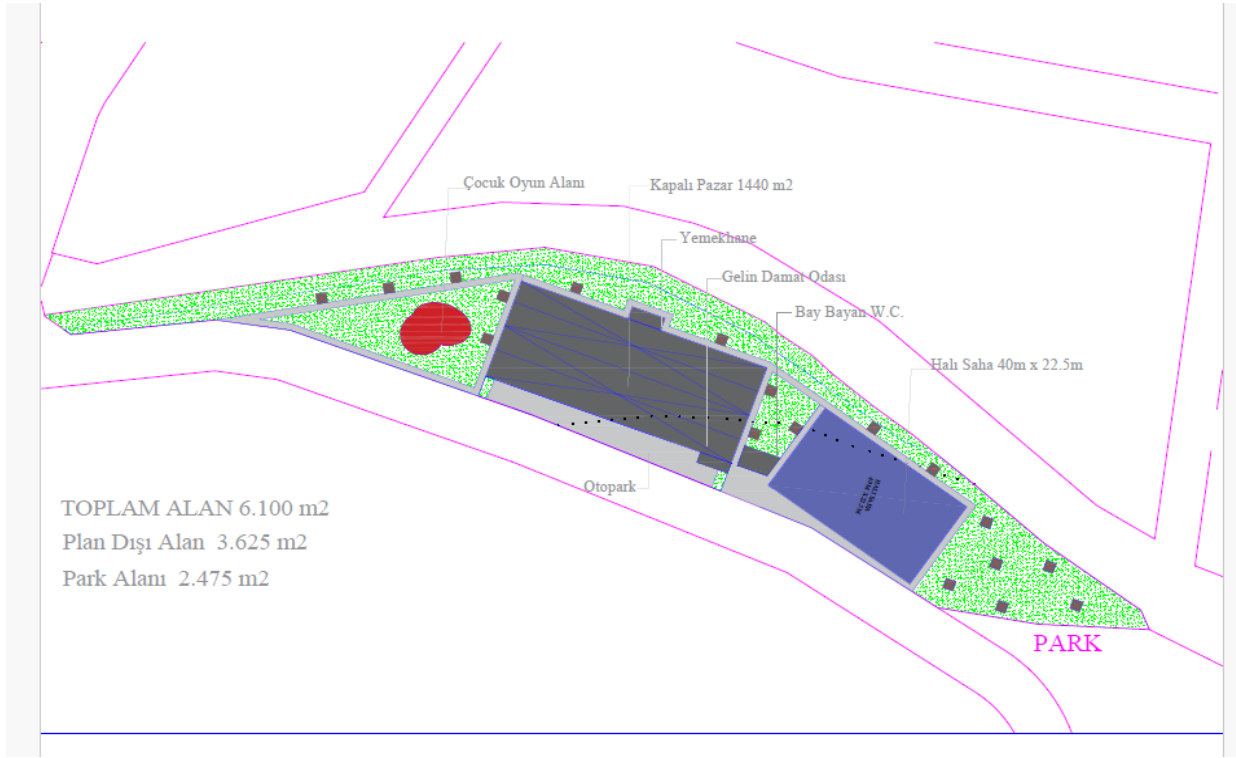 Çocuk Oyun Alanı
Kapalı Pazar 1440 m2
Yemekhane
Gelin Damat Odası
Bay Bayan W.C.
Halı Saha 40m x 22.5m
Otopark
TOPLAM ALAN 6.100 m2
Plan Dışı Alan 3.625 m2
Park Alanı 2.475 m2
PARK